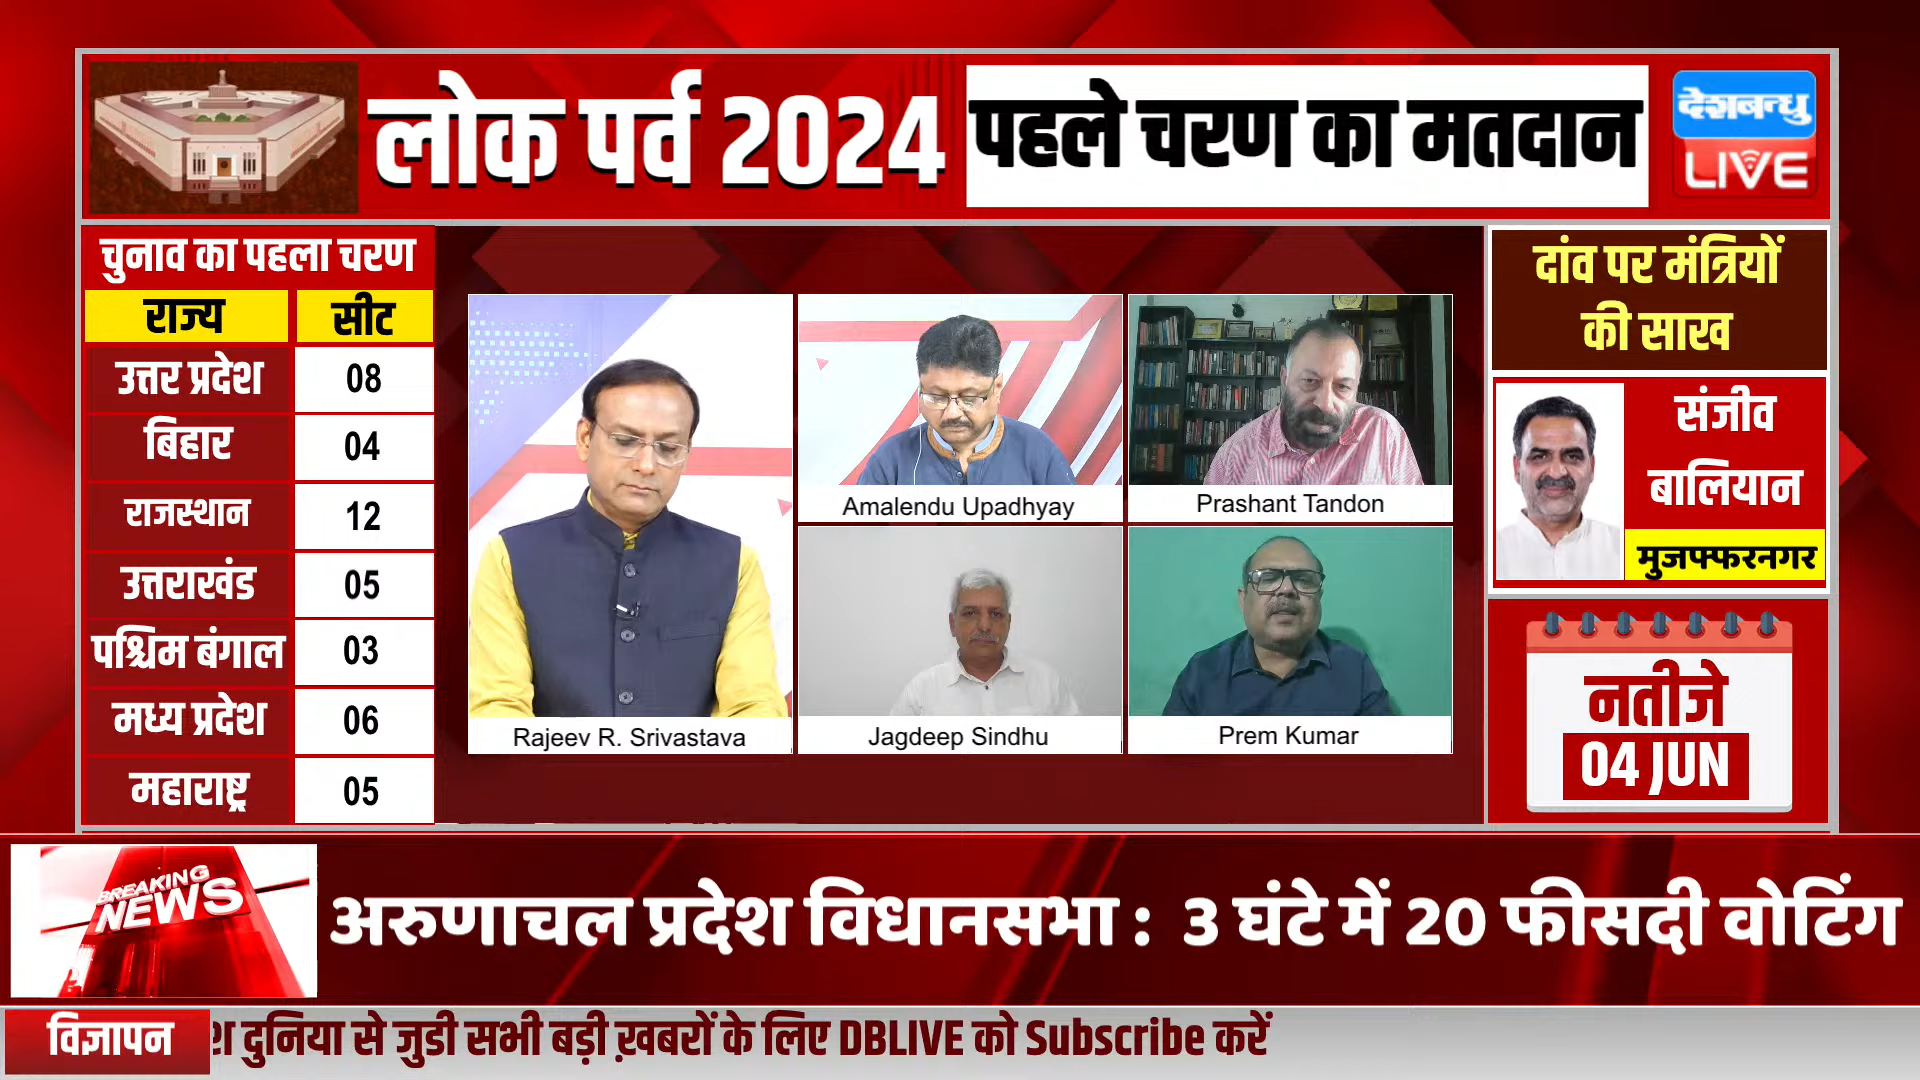 लोक पर्व 2024
पहले चरण का मतदान
देशबन्धु
LIVE
चुनाव का पहला चरण
राज्य सीट
उत्तर प्रदेश 08
बिहार 04
राजस्थान 12
उत्तराखंड 05
पश्चिम बंगाल 03
मध्य प्रदेश 06
महाराष्ट्र 05
Amalendu Upadhyay
Prashant Tandon
Rajeev R. Srivastava
Jagdeep Sindhu
Prem Kumar
दांव पर मंत्रियों
की साख
संजीव
बालियान
मुजफ्फरनगर
नतीजे
04 JUN
BREAKING
NEWS
अरुणाचल प्रदेश विधानसभा : 3 घंटे में 20 फीसदी वोटिंग
विज्ञापन
दुनिया से जुडी सभी बड़ी ख़बरों के लिए DBLIVE को Subscribe करें